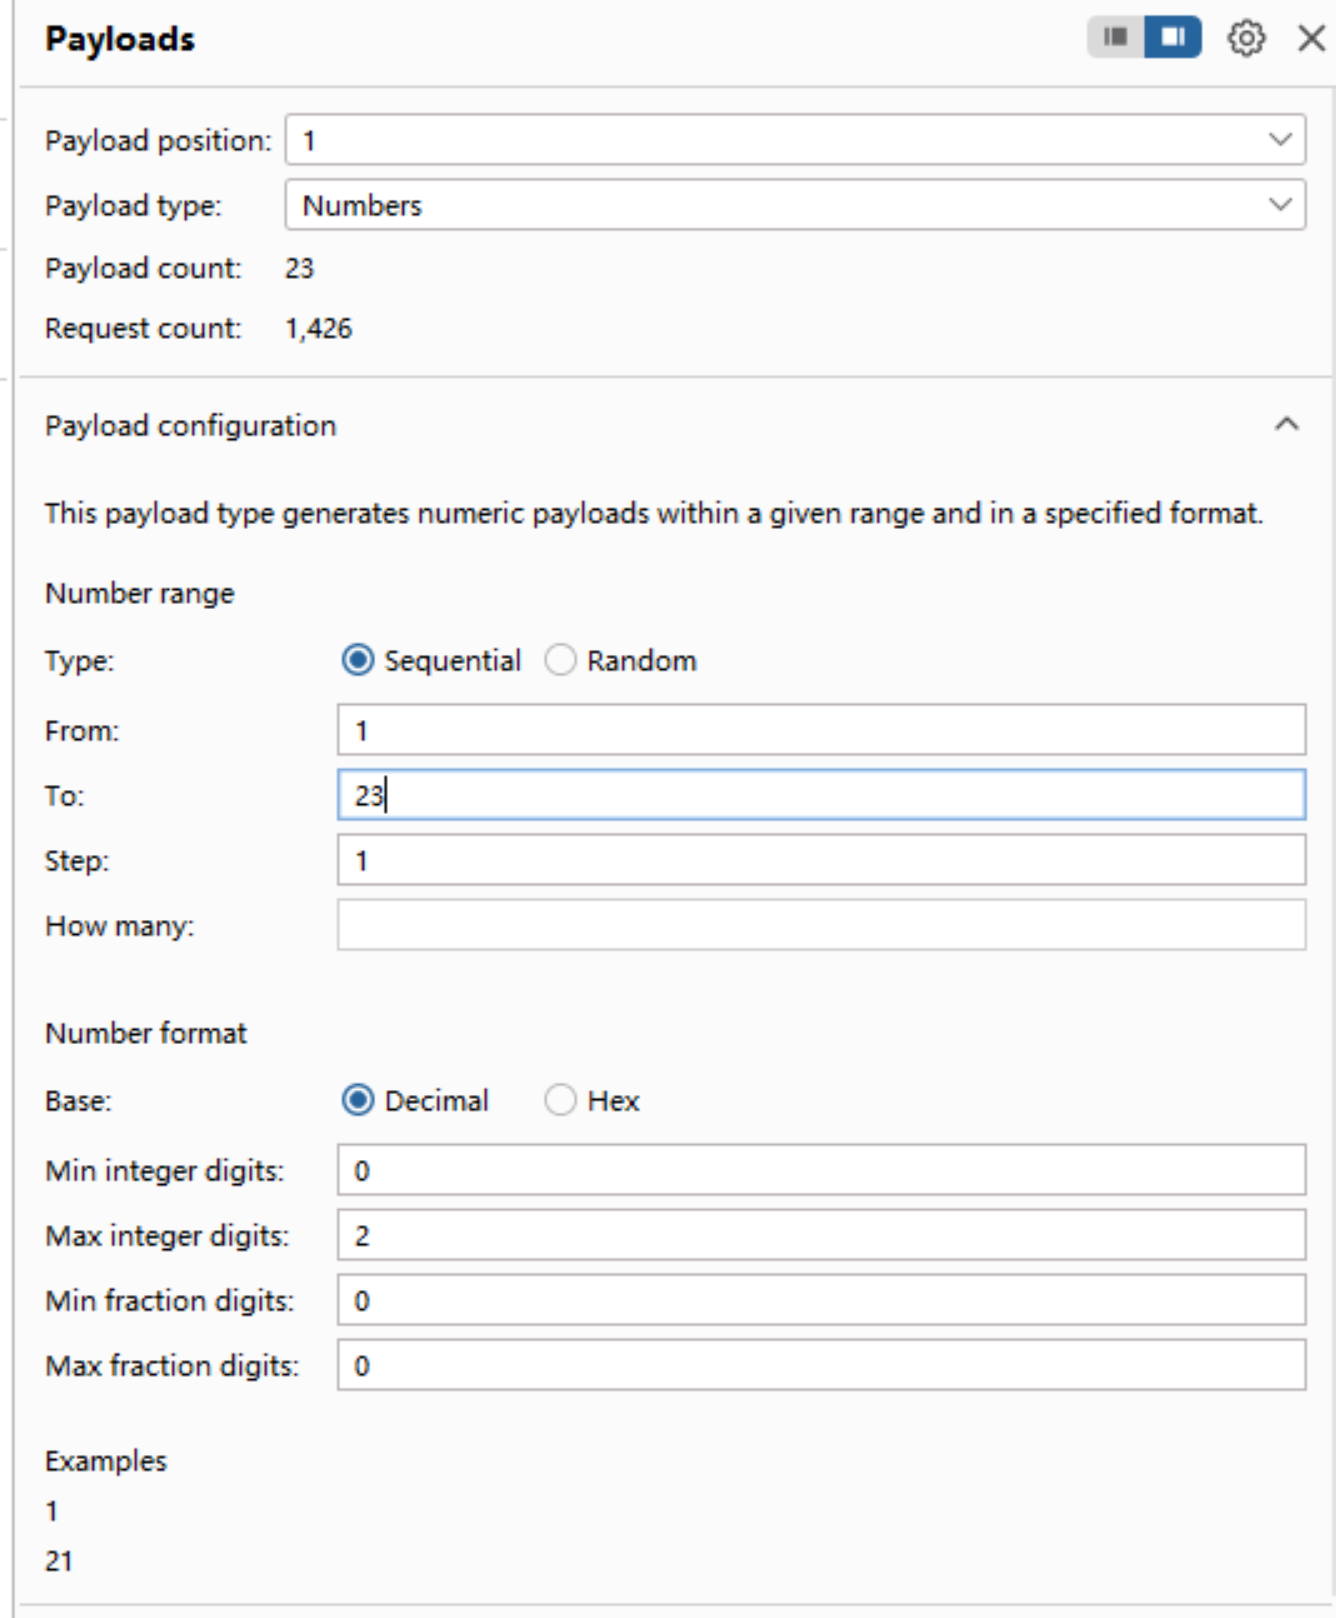 Payloads
Payload position: 1
Payload type: Numbers
Payload count: 23
Request count: 1,426
Payload configuration
This payload type generates numeric payloads within a given range and in a specified format.
Number range
Type: Sequential Random
From: 1
To: 23
Step: 1
How many:
Number format
Base: Decimal Hex
Min integer digits: 0
Max integer digits: 2
Min fraction digits: 0
Max fraction digits: 0
Examples
1
21